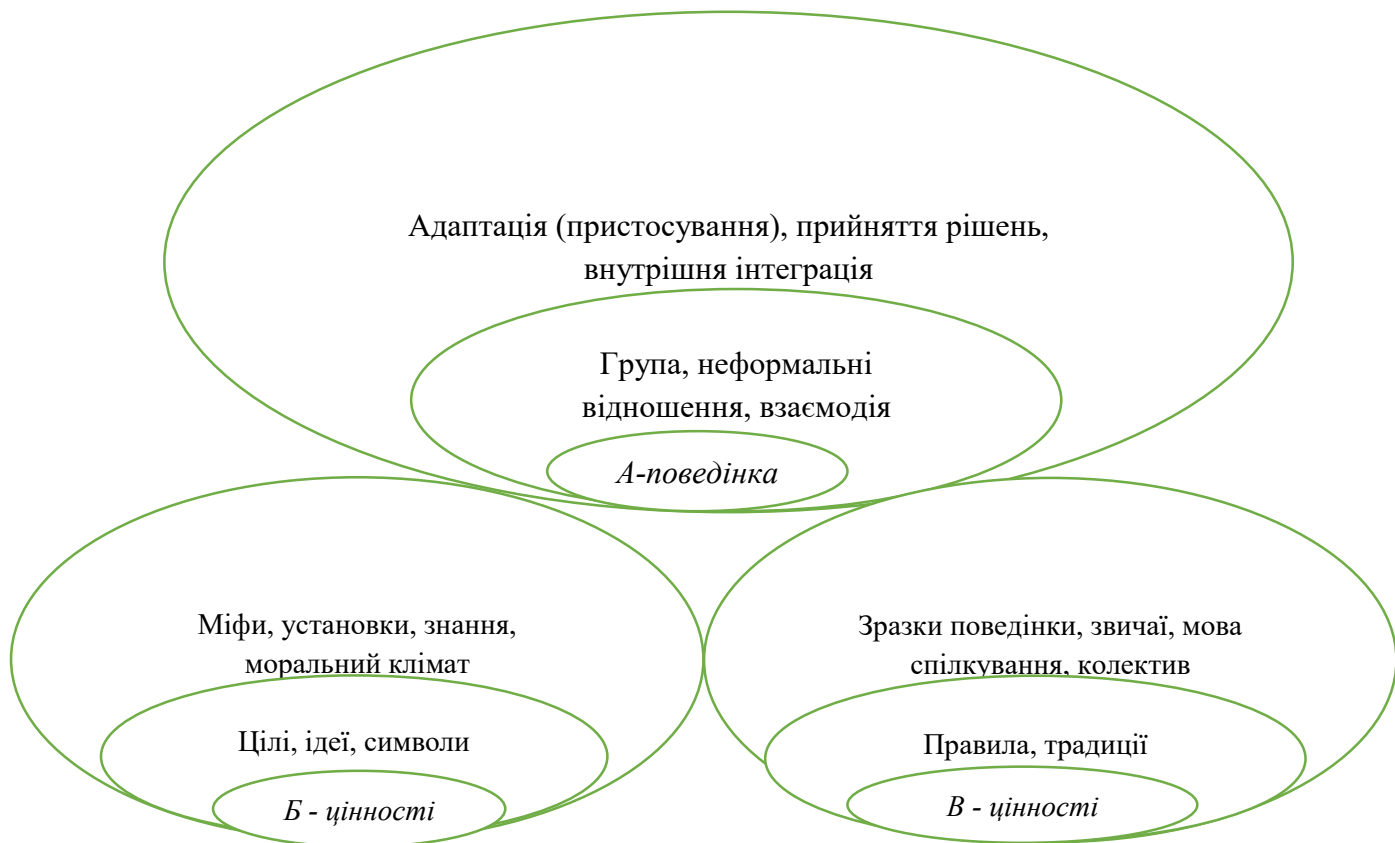 Адаптація (пристосування), прийняття рішень,
внутрішня інтеграція
Група, неформальні
відношення, взаємодія
А-поведінка
Міфи, установки, знання,
моральний клімат
Цілі, ідеї, символи
Б - цінності
Зразки поведінки, звичаї, мова
спілкування, колектив
Правила, традиції
В - цінності